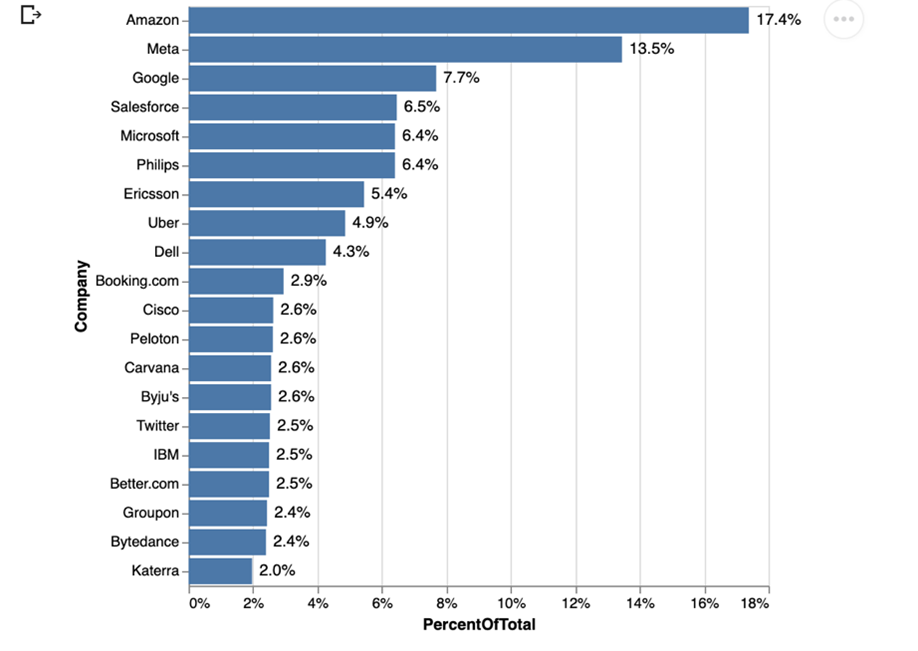 Amazon 17.4%
Meta 13.5%
Google 7.7%
Salesforce 6.5%
Microsoft 6.4%
Philips 6.4%
Ericsson 5.4%
Uber 4.9%
Dell 4.3%
Booking.com 2.9%
Cisco 2.6%
Peloton 2.6%
Carvana 2.6%
Byju's 2.6%
Twitter 2.5%
IBM 2.5%
Better.com 2.5%
Groupon 2.4%
Bytedance 2.4%
Katerra 2.0%
Company
0% 2% 4% 6% 8% 10% 12% 14% 16% 18%
PercentOfTotal